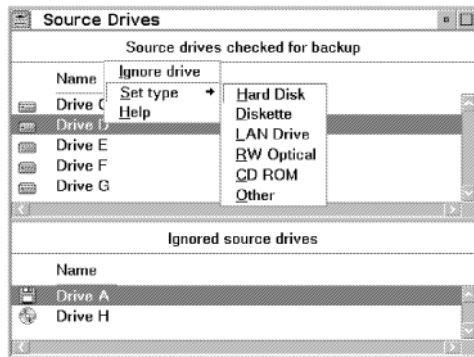 Source Drives
Source drives checked for backup
Name
Ignore drive
Set type
Help
Hard Disk
Diskette
LAN Drive
RW Optical
CD ROM
Other
Drive
Drive D
Drive E
Drive F
Drive G
Ignored source drives
Name
Drive A
Drive H